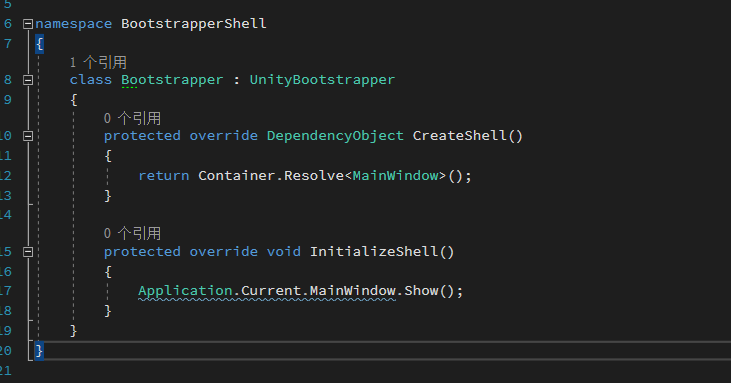 5
6 namespace BootstrapperShell
7 {
1 个引用
8 class Bootstrapper : UnityBootstrapper
9 {
0 个引用
10 protected override DependencyObject CreateShell()
11 {
12 return Container.Resolve<MainWindow>();
13 }
14
0 个引用
15 protected override void InitializeShell()
16 {
17 Application.Current.MainWindow.Show();
18 }
19 }
20 }
21